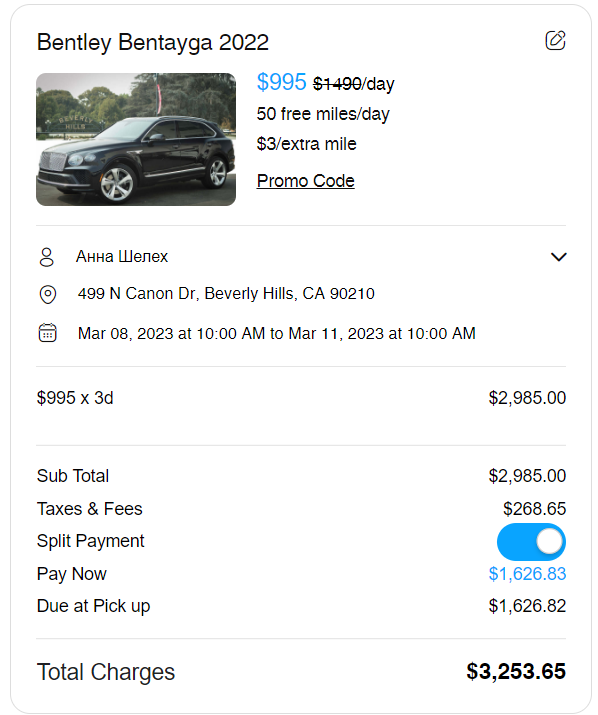 Bentley Bentayga 2022
BEVERLY
HILLS
$995 $1490/day
50 free miles/day
$3/extra mile
Promo Code
Анна Шелех
499 N Canon Dr, Beverly Hills, CA 90210
Mar 08, 2023 at 10:00 AM to Mar 11, 2023 at 10:00 AM
$995 x 3d $2,985.00
Sub Total $2,985.00
Taxes & Fees $268.65
Split Payment
Pay Now $1,626.83
Due at Pick up $1,626.82
Total Charges $3,253.65